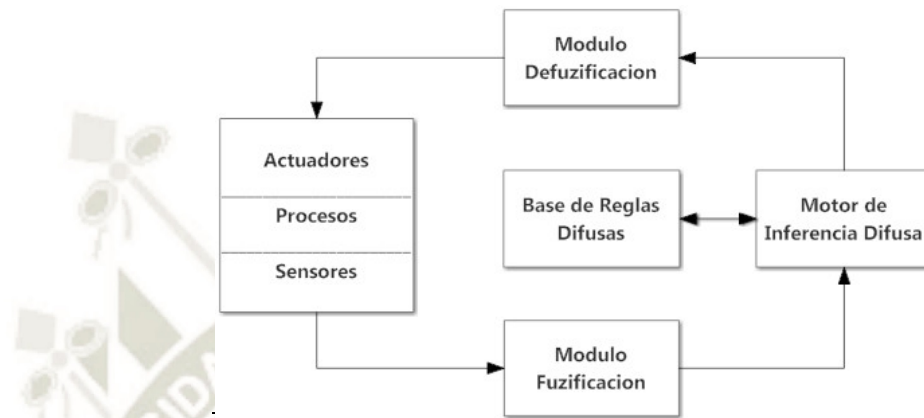 Modulo
Defuzificacion
Actuadores
Procesos
Sensores
Base de Reglas
Difusas
Motor de
Inferencia Difusa
Modulo
Fuzificacion